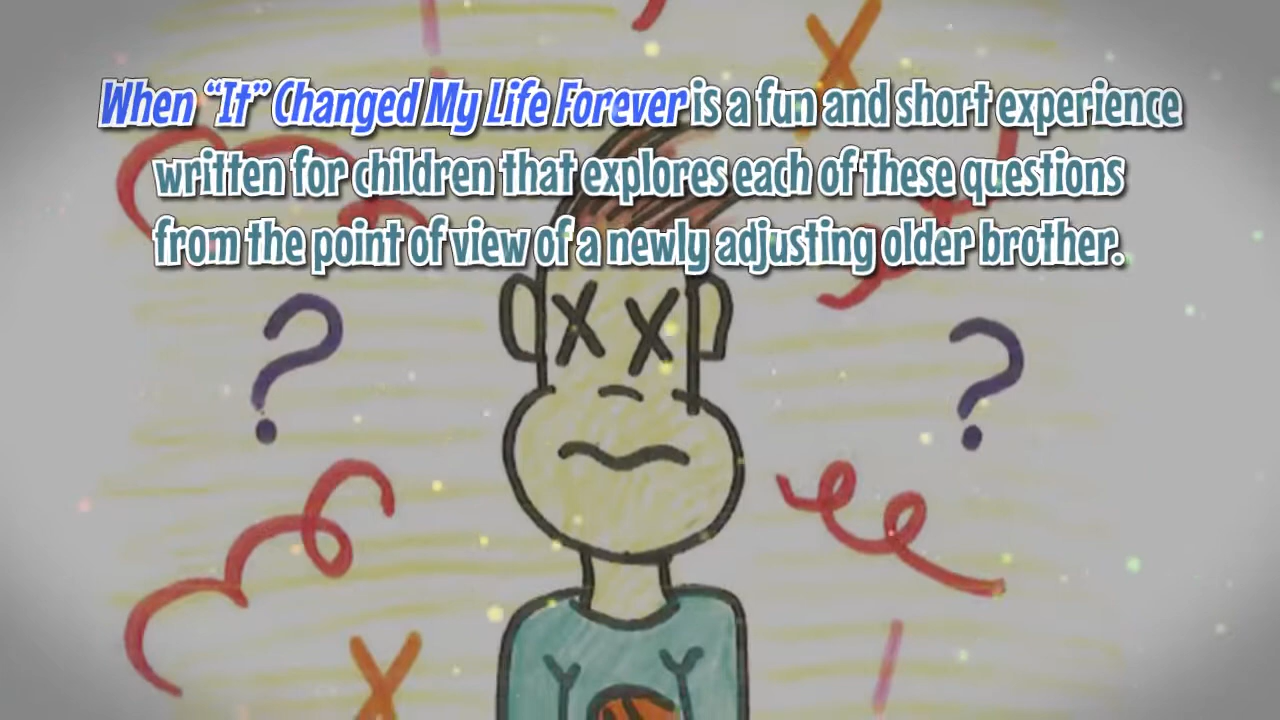 When “It” Changed My Life Forever is a fun and short experience
written for children that explores each of these questions
from the point of view of a newly adjusting older brother.
? ?